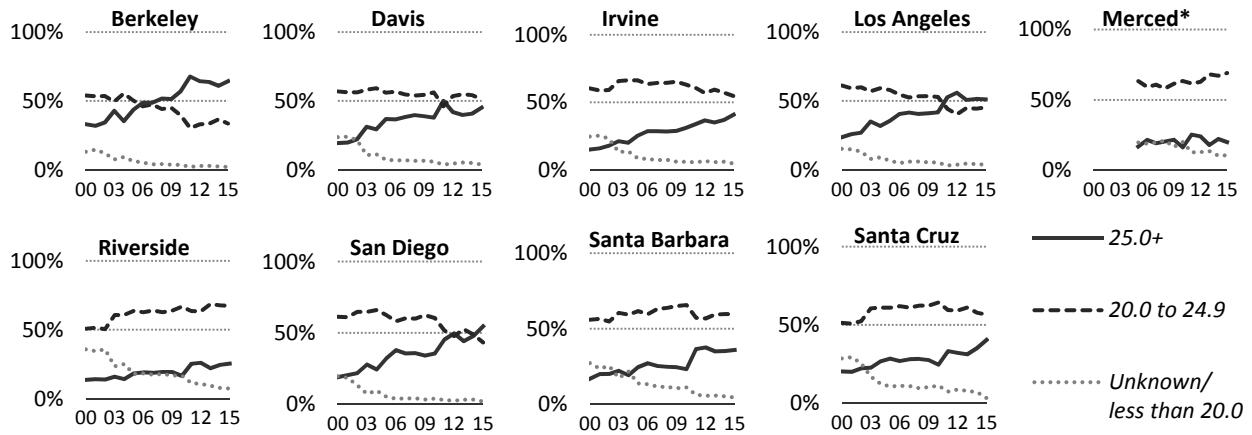 Berkeley
100%
50%
0%
00 03 06 09 12 15
Davis
100%
50%
0%
00 03 06 09 12 15
Irvine
100%
50%
0%
00 03 06 09 12 15
Los Angeles
100%
50%
0%
00 03 06 09 12 15
Merced*
100%
50%
0%
00 03 06 09 12 15
Riverside
100%
50%
0%
00 03 06 09 12 15
San Diego
100%
50%
0%
00 03 06 09 12 15
Santa Barbara
100%
50%
0%
00 03 06 09 12 15
Santa Cruz
100%
50%
0%
00 03 06 09 12 15
25.0+
20.0 to 24.9
Unknown/
less than 20.0